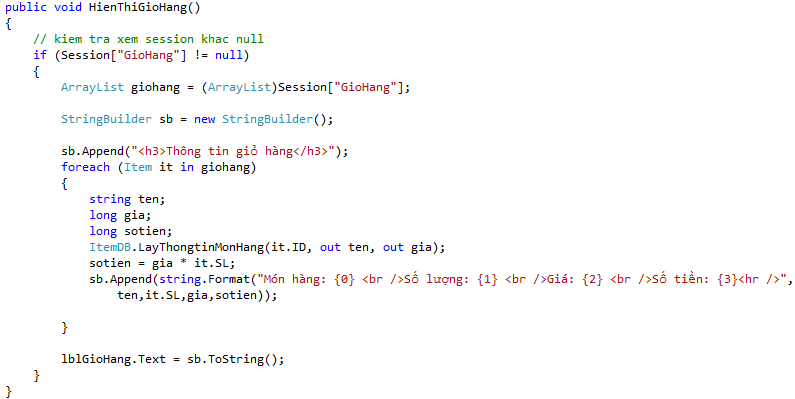 public void HienThiGioHang()
{
    // kiem tra xem session khac null
    if (Session["GioHang"] != null)
    {
        ArrayList giohang = (ArrayList)Session["GioHang"];

        StringBuilder sb = new StringBuilder();

        sb.Append("<h3>Thông tin giỏ hàng</h3>");
        foreach (Item it in giohang)
        {
            string ten;
            long gia;
            long sotien;
            ItemDB.LayThongtinMonHang(it.ID, out ten, out gia);
            sotien = gia * it.SL;
            sb.Append(string.Format("Món hàng: {0} <br />Số lượng: {1} <br />Giá: {2} <br />Số tiền: {3}<hr />",
                ten,it.SL,gia,sotien));

        }

        lblGioHang.Text = sb.ToString();
    }
}